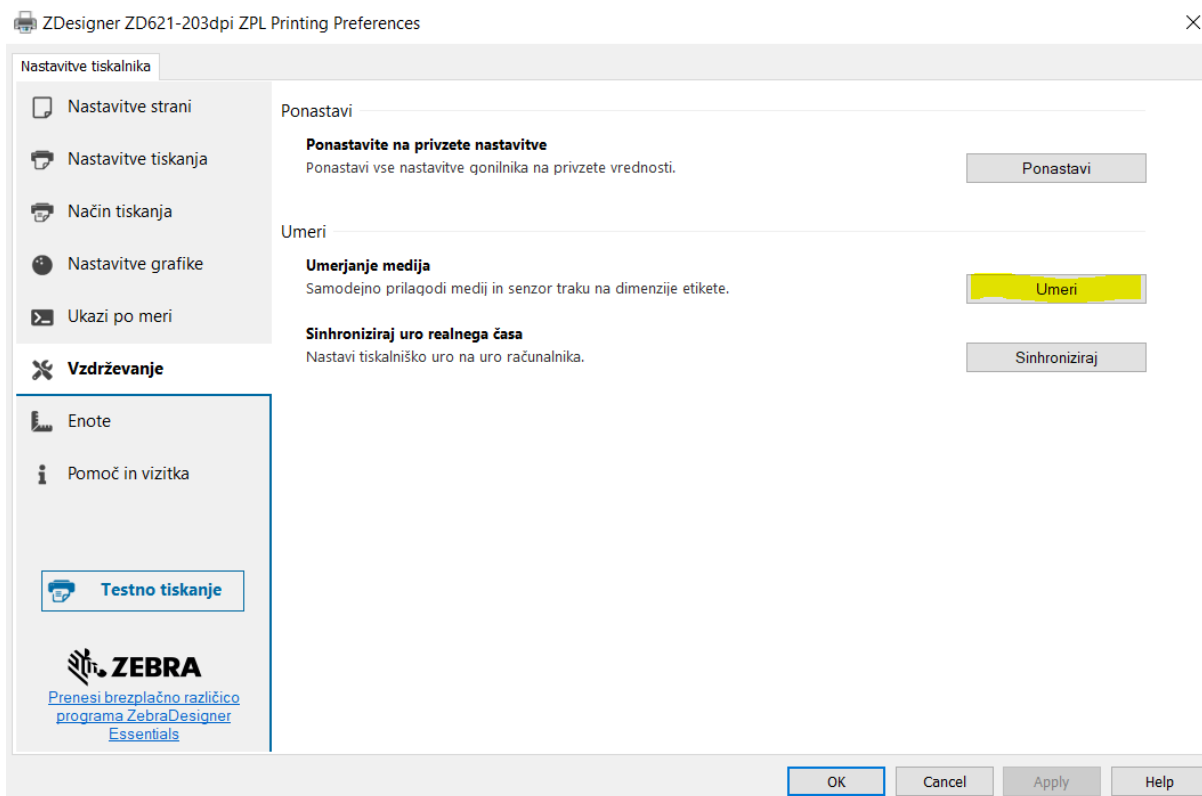 ZDesigner ZD621-203dpi ZPL Printing Preferences
Nastavitve tiskalnika
Nastavitve strani
Nastavitve tiskanja
Način tiskanja
Nastavitve grafike
Ukazi po meri
Vzdrževanje
Enote
Pomoč in vizitka
Testno tiskanje
ZEBRA
Prenesi brezplačno različico
programa ZebraDesigner
Essentials
Ponastavi
Ponastavite na privzete nastavitve
Ponastavi vse nastavitve gonilnika na privzete vrednosti.
Ponastavi
Umeri
Umerjanje medija
Samodejno prilagodi medij in senzor traku na dimenzije etikete.
Umeri
Sinhroniziraj uro realnega časa
Nastavi tiskalniško uro na uro računalnika.
Sinhroniziraj
OK
Cancel
Apply
Help